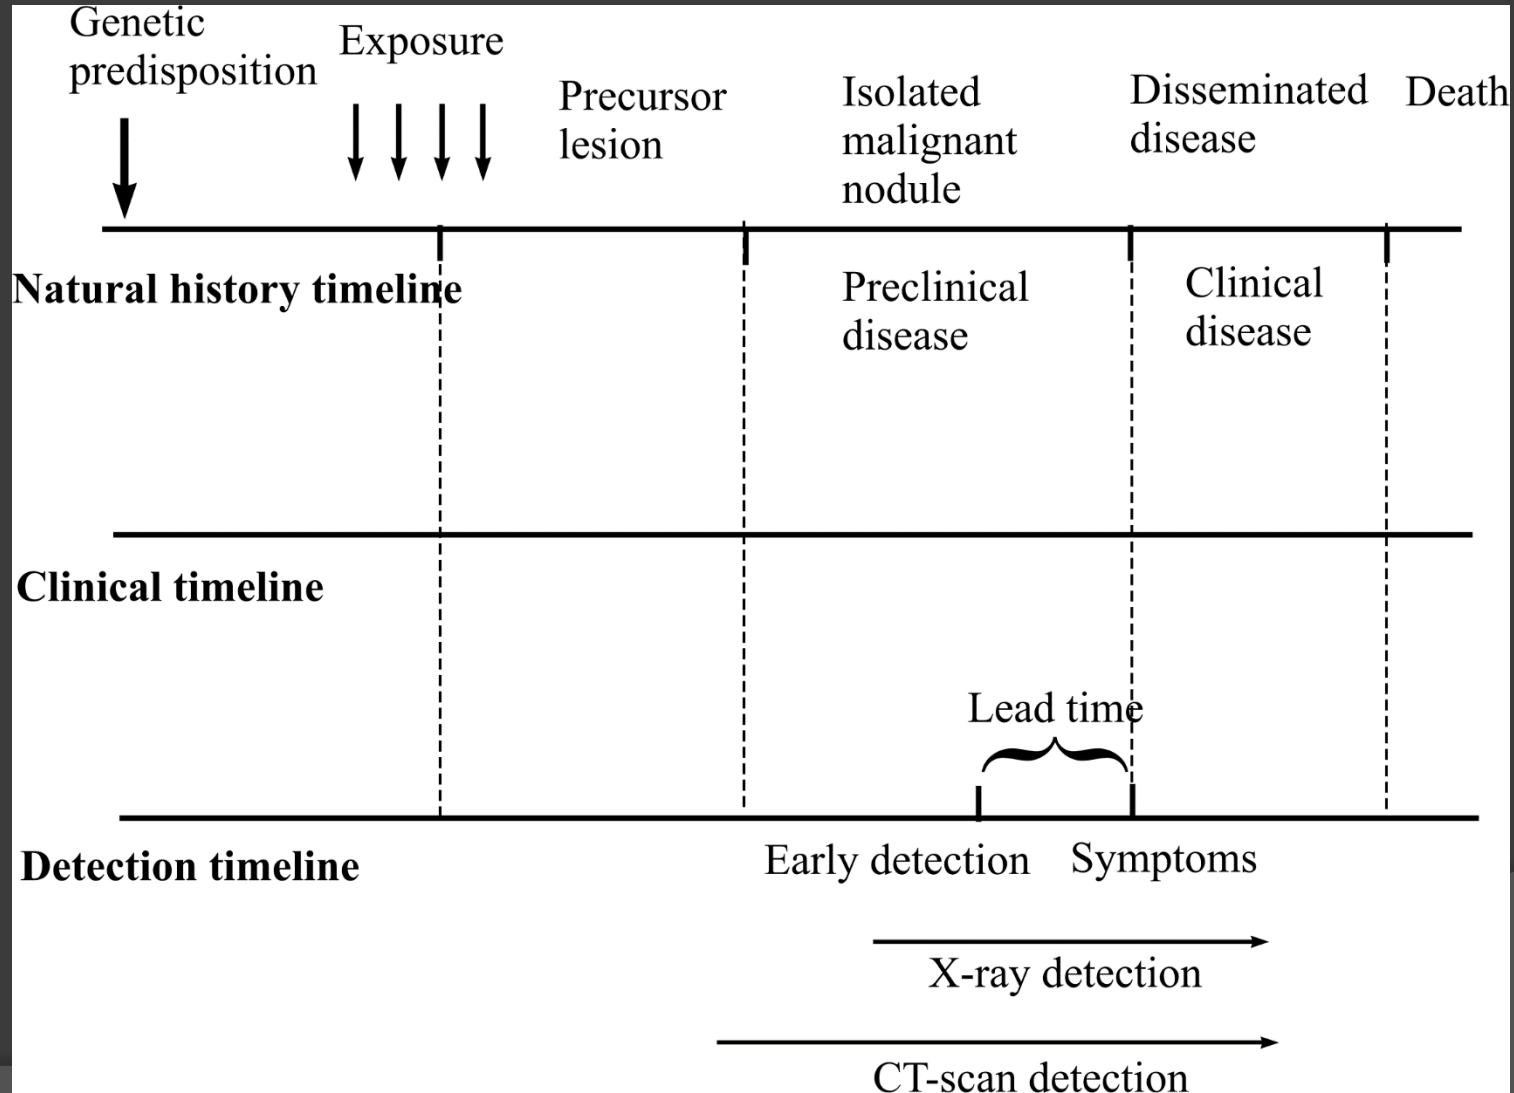 Genetic
predisposition
Exposure
Precursor
lesion
Isolated
malignant
nodule
Disseminated
disease
Death
Natural history timeline
Preclinical
disease
Clinical
disease
Clinical timeline
Lead time
Detection timeline
Early detection
Symptoms
X-ray detection
CT-scan detection